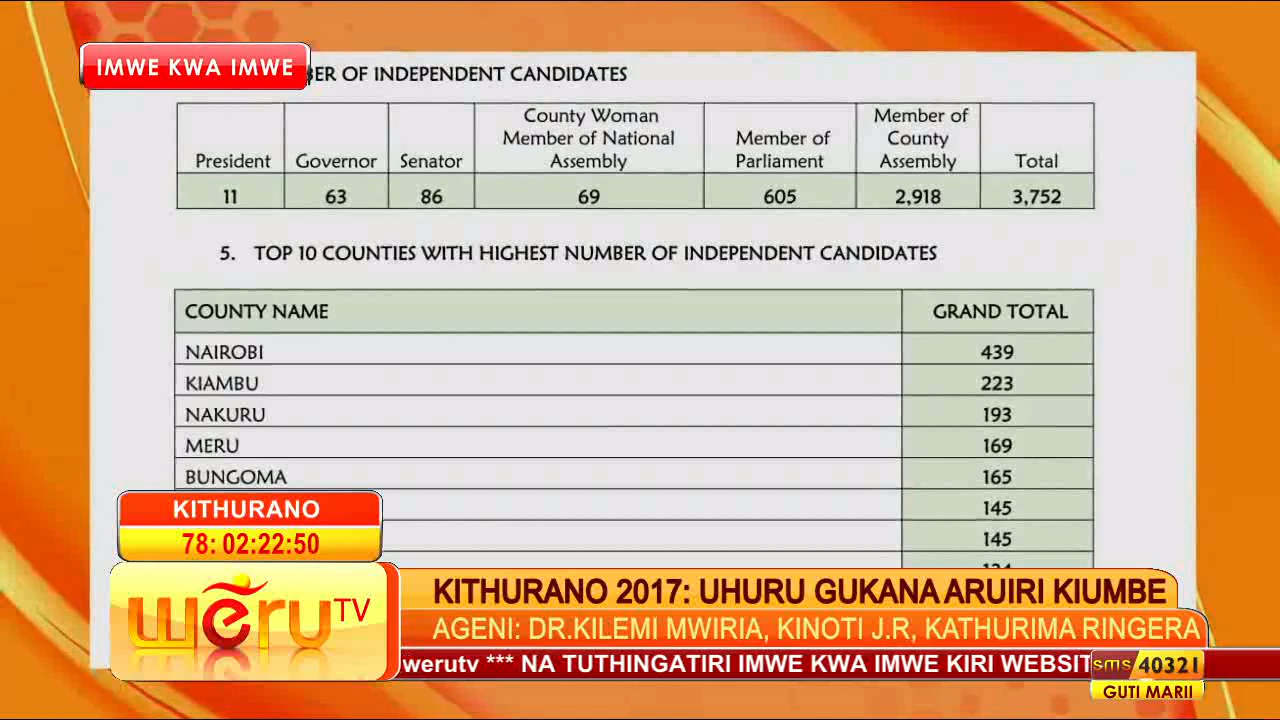 IMWE KWA IMWE
BER OF INDEPENDENT CANDIDATES
President Governor Senator County Woman Member of National Assembly Member of Parliament Member of County Assembly Total
11 63 86 69 605 2,918 3,752
5. TOP 10 COUNTIES WITH HIGHEST NUMBER OF INDEPENDENT CANDIDATES
COUNTY NAME GRAND TOTAL
NAIROBI 439
KIAMBU 223
NAKURU 193
MERU 169
BUNGOMA 165
145
145
KITHURANO
78: 02:22:50
weru TV
KITHURANO 2017: UHURU GUKANA ARUIRI KIUMBE
AGENI: DR.KILEMI MWIRIA, KINOTI J.R, KATHURIMA RINGERA
werutv *** NA TUTHINGATIRI IMWE KWA IMWE KIRI WEBSIT
sms 40321
GUTI MARII